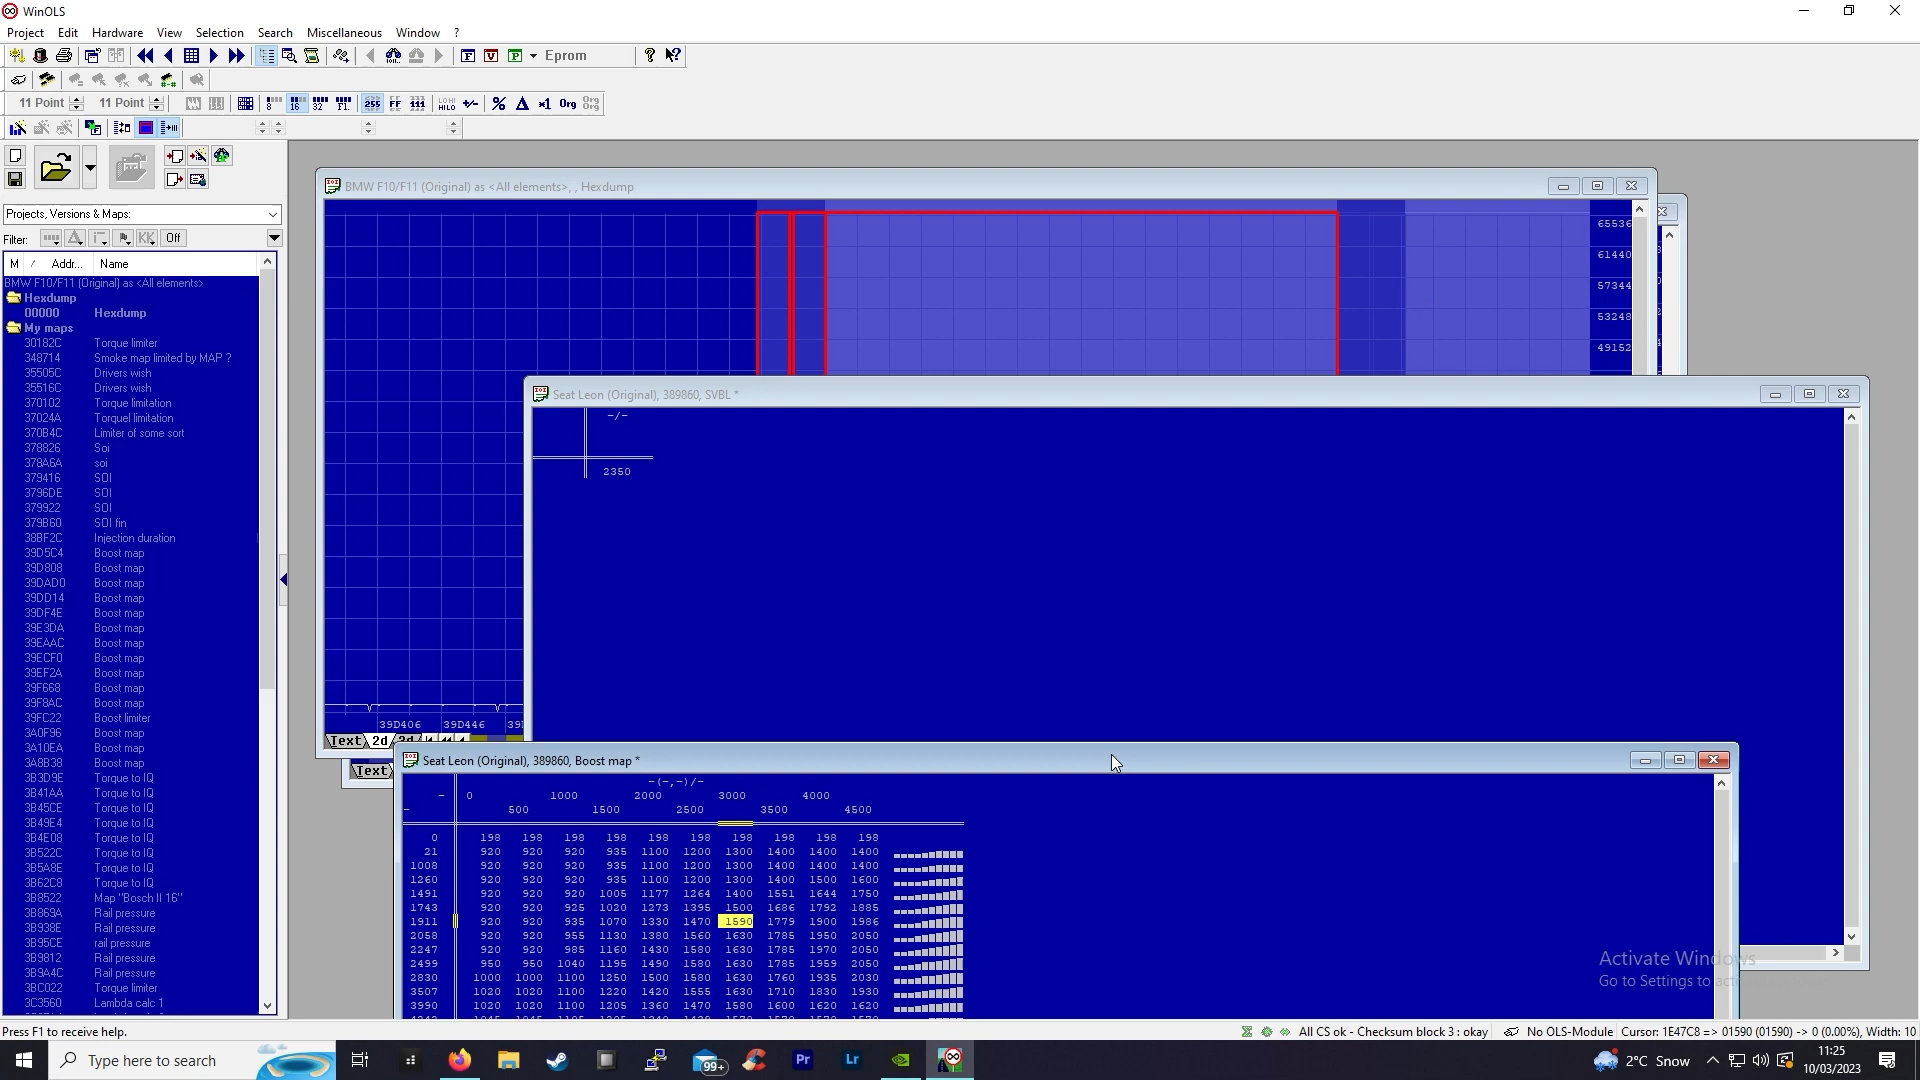 WinOLS
Project Edit Hardware View Selection Search Miscellaneous Window ?
Eprom
11 Point 11 Point 8 16 32 Fl. 255 FF 111 LOHI HILO +/- % Δ ×1 Org Org
Projects, Versions & Maps:
Filter: KK Off
M / Addr... Name
BMW F10/F11 (Original) as <All elements>
Hexdump
00000 Hexdump
My maps
30182C Torque limiter
348714 Smoke map limited by MAP ?
35505C Drivers wish
35516C Drivers wish
370102 Torque limitation
37024A Torquel limitation
370B4C Limiter of some sort
378826 Soi
378A6A soi
379416 SOI
3796DE SOI
379922 SOI
379B60 SOI fin
38BF2C Injection duration
39D5C4 Boost map
39D808 Boost map
39DAD0 Boost map
39DD14 Boost map
39DF4E Boost map
39E3DA Boost map
39EAAC Boost map
39ECF0 Boost map
39EF2A Boost map
39F668 Boost map
39F8AC Boost map
39FC22 Boost limiter
3A0F96 Boost map
3A10EA Boost map
3A8B38 Boost map
3B3D9E Torque to IQ
3B41AA Torque to IQ
3B45CE Torque to IQ
3B49E4 Torque to IQ
3B4E08 Torque to IQ
3B522C Torque to IQ
3B5A8E Torque to IQ
3B62C8 Torque to IQ
3B8522 Map "Bosch II 16"
3B869A Rail pressure
3B938E Rail pressure
3B95CE rail pressure
3B9812 Rail pressure
3B9A4C Rail pressure
3BC022 Torque limiter
3C3560 Lambda calc 1
BMW F10/F11 (Original) as <All elements>, , Hexdump
65536
61440
57344
53248
49152
39D406 39D446 39
Text 2d 3d
Text
Seat Leon (Original), 389860, SVBL *
-/-
2350
Seat Leon (Original), 389860, Boost map *
-(-,-)/-
- 0 1000 2000 3000 4000
- 500 1500 2500 3500 4500
0 198 198 198 198 198 198 198 198 198 198
21 920 920 920 935 1100 1200 1300 1400 1400 1400
1008 920 920 920 935 1100 1200 1300 1400 1400 1400
1260 920 920 920 935 1100 1200 1300 1400 1500 1600
1491 920 920 920 1005 1177 1264 1400 1551 1644 1750
1743 920 920 925 1020 1273 1395 1500 1686 1792 1885
1911 920 920 935 1070 1330 1470 1590 1779 1900 1986
2058 920 920 955 1130 1380 1560 1630 1785 1950 2050
2247 920 920 985 1160 1430 1580 1630 1785 1970 2050
2499 950 950 1040 1195 1490 1580 1630 1785 1959 2050
2830 1000 1000 1100 1250 1500 1580 1630 1760 1935 2030
3507 1020 1020 1100 1220 1420 1555 1630 1710 1830 1930
3990 1020 1020 1100 1205 1360 1470 1580 1600 1620 1620
Activate Windows
Go to Settings to
Press F1 to receive help.
All CS ok - Checksum block 3 : okay No OLS-Module Cursor: 1E47C8 => 01590 (01590) -> 0 (0.00%), Width: 10
Type here to search
99+
Pr
Lr
2°C Snow
11:25
10/03/2023